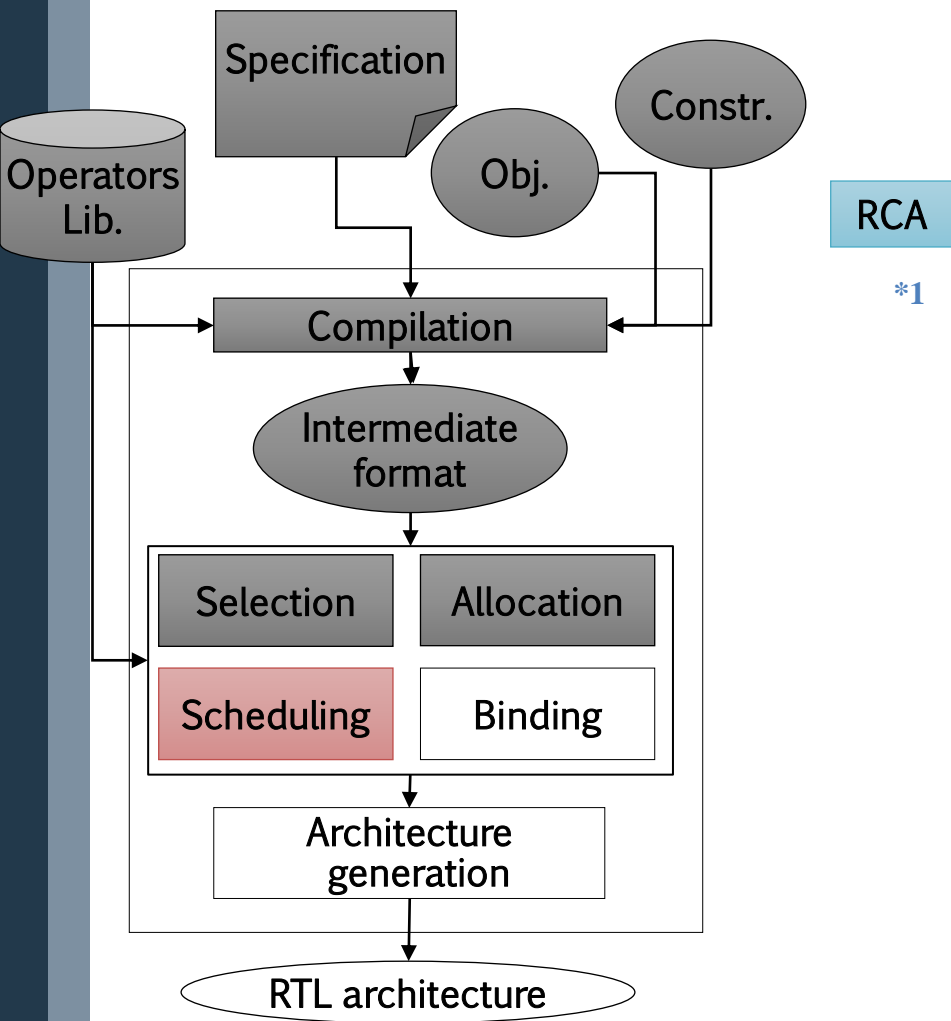 Specification
Constr.
Operators
Lib.
Obj.
RCA
*1
Compilation
Intermediate
format
Selection
Allocation
Scheduling
Binding
Architecture
generation
RTL architecture